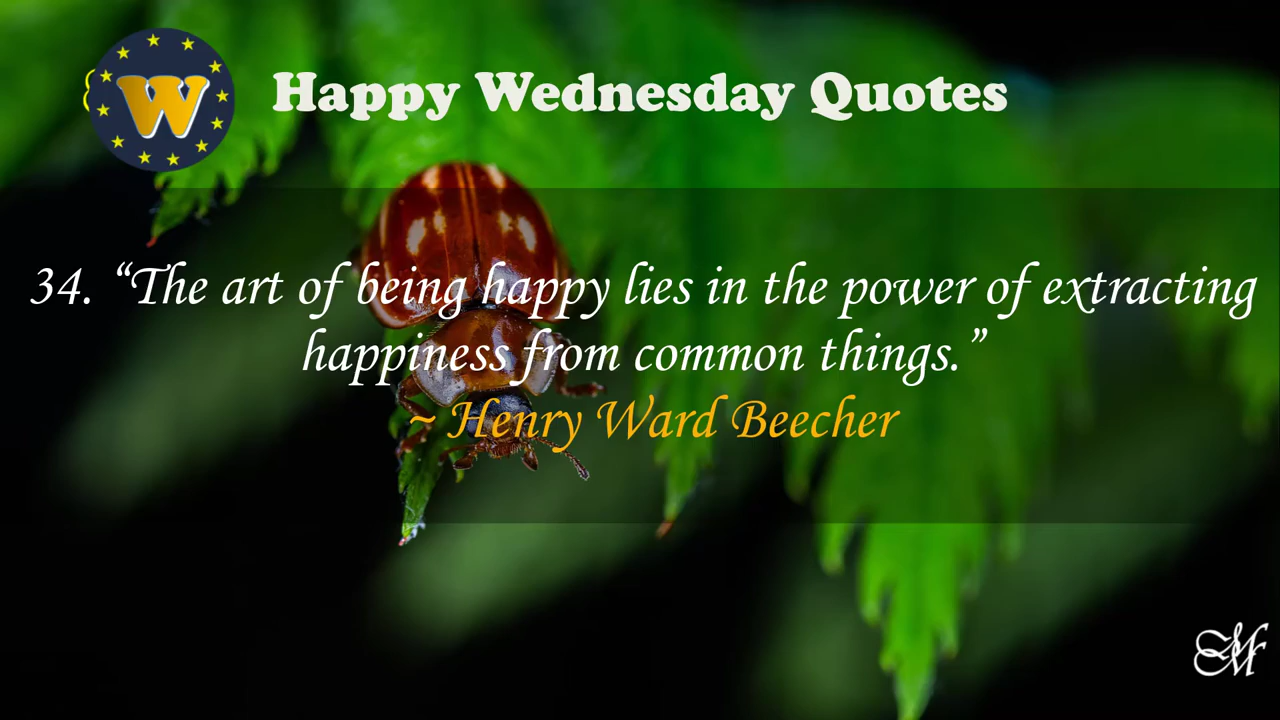 W
Happy Wednesday Quotes
34. “The art of being happy lies in the power of extracting
happiness from common things.”
~ Henry Ward Beecher